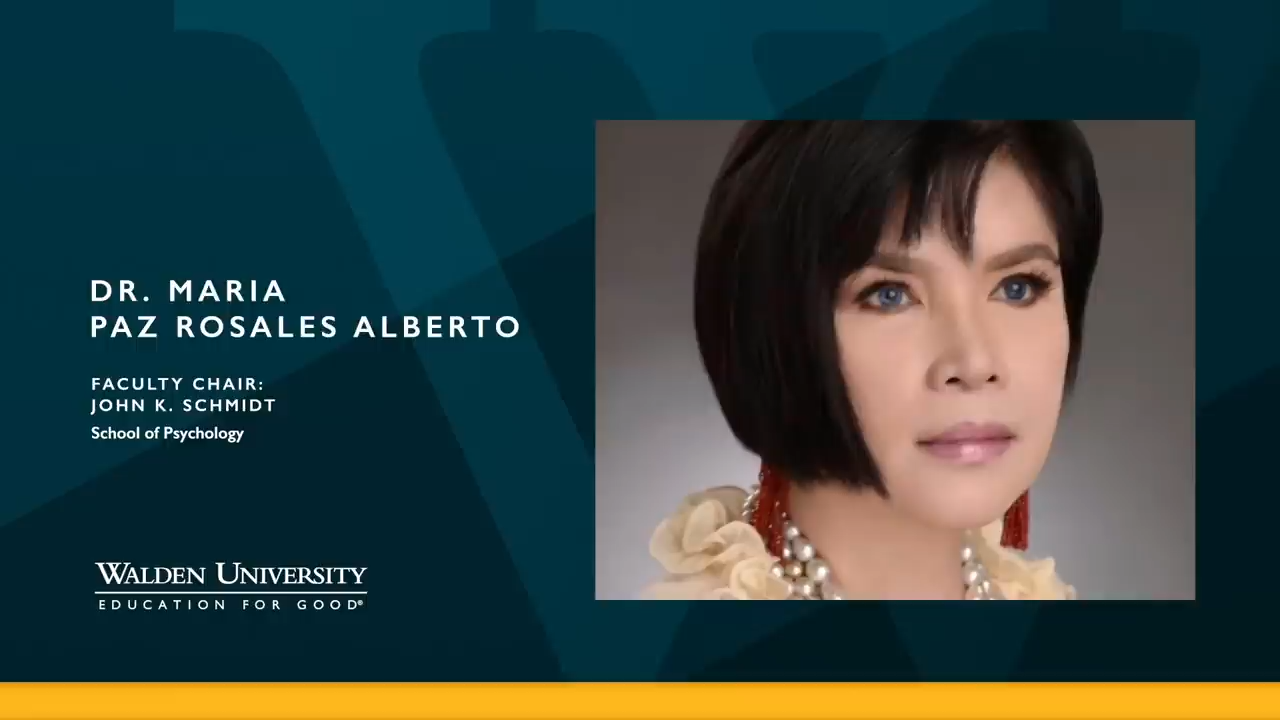 DR. MARIA
PAZ ROSALES ALBERTO
FACULTY CHAIR:
JOHN K. SCHMIDT
School of Psychology
WALDEN UNIVERSITY
EDUCATION FOR GOOD®